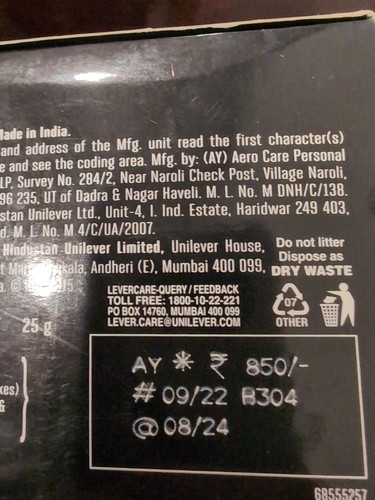 Made in India.
and address of the Mfg. unit read the first character(s)
e and see the coding area. Mfg. by: (AY) Aero Care Personal
LP, Survey No. 284/2, Near Naroli Check Post, Village Naroli,
96 235, UT of Dadra & Nagar Haveli. M. L. No. M DNH/C/138.
stan Unilever Ltd., Unit-4, I. Ind. Estate, Haridwar 249 403,
d. M. L. No. M 4/C/UA/2007.
Hindustan Unilever Limited, Unilever House,
Andheri (E), Mumbai 400 099,
Do not litter
Dispose as
DRY WASTE
LEVERCARE-QUERY / FEEDBACK
TOLL FREE: 1800-10-22-221
PO BOX 14760, MUMBAI 400 099
LEVER.CARE@UNILEVER.COM
07
OTHER
25 g
kes)
&
AY * ₹ 850/-
# 09/22 B304
@ 08/24
68555257